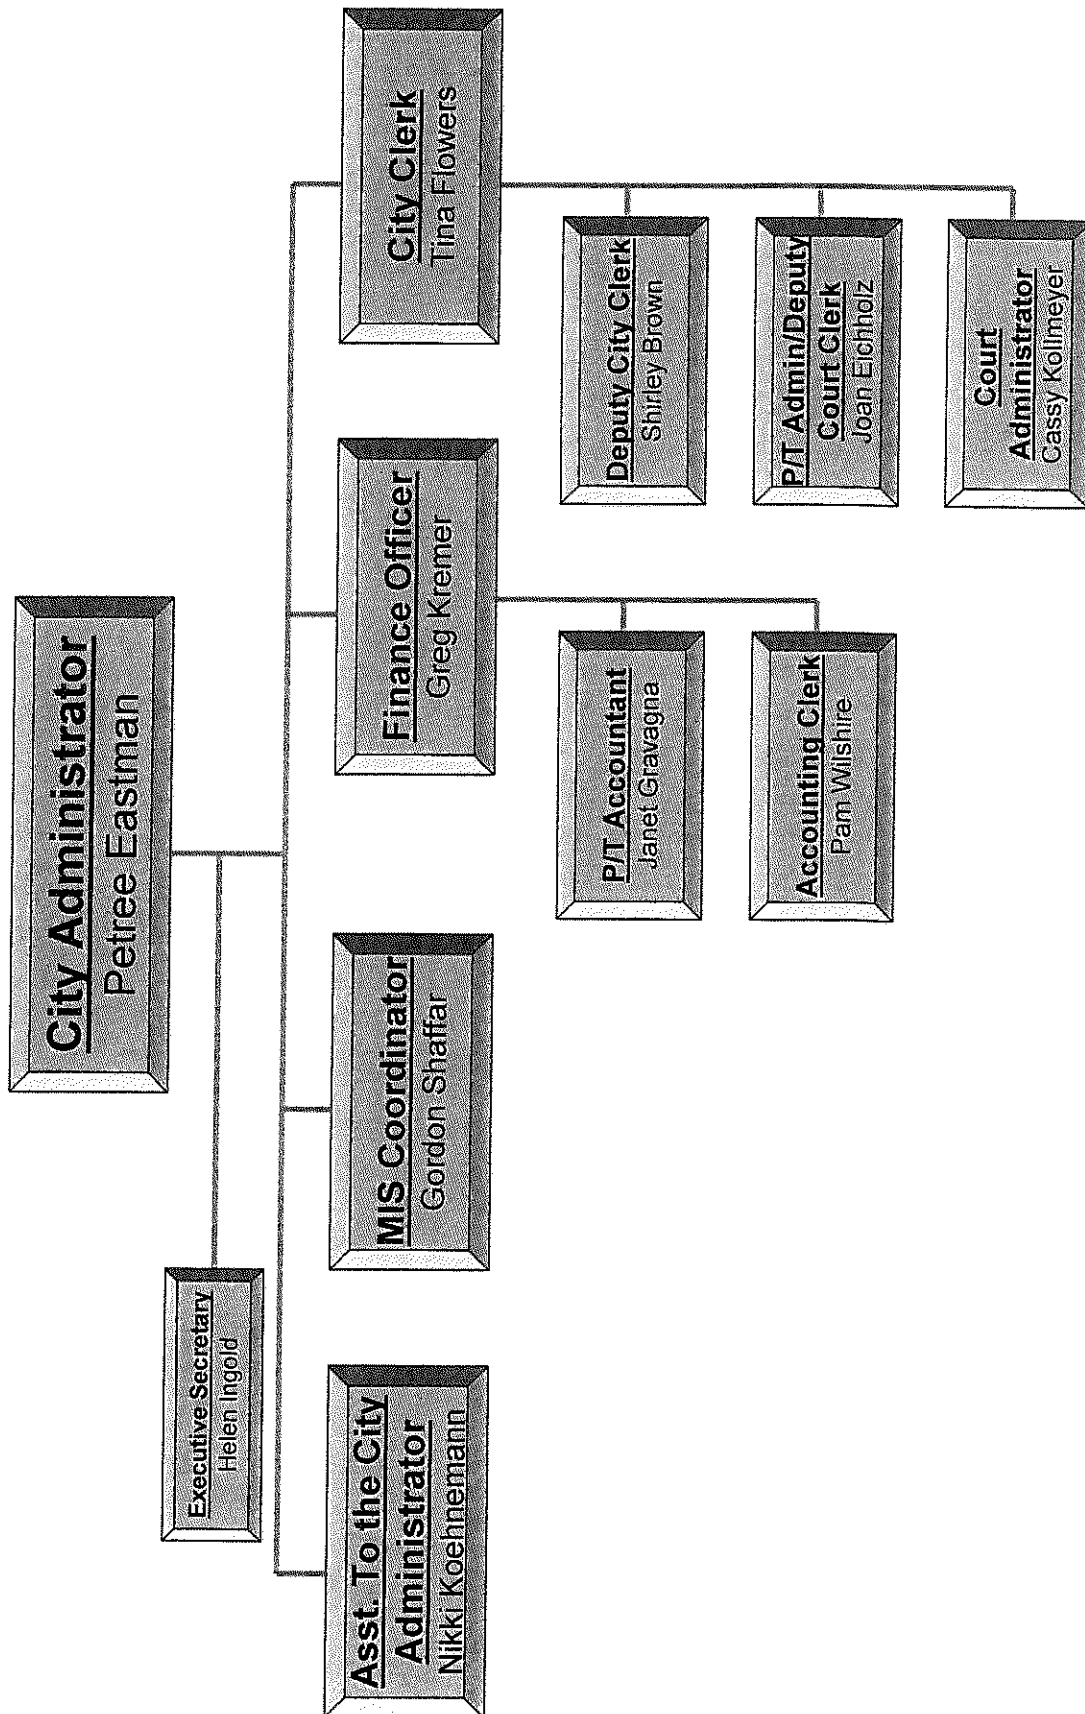 City Administrator
Petree Eastman
Executive Secretary
Helen Ingold
Asst. To the City
Administrator
Nikki Koehnemann
MIS Coordinator
Gordon Shaffar
Finance Officer
Greg Kremer
City Clerk
Tina Flowers
P/T Accountant
Janet Gravagna
Accounting Clerk
Pam Wilshire
Deputy City Clerk
Shirley Brown
P/T Admin/Deputy
Court Clerk
Joan Eichholz
Court
Administrator
Cassy Kollmeyer